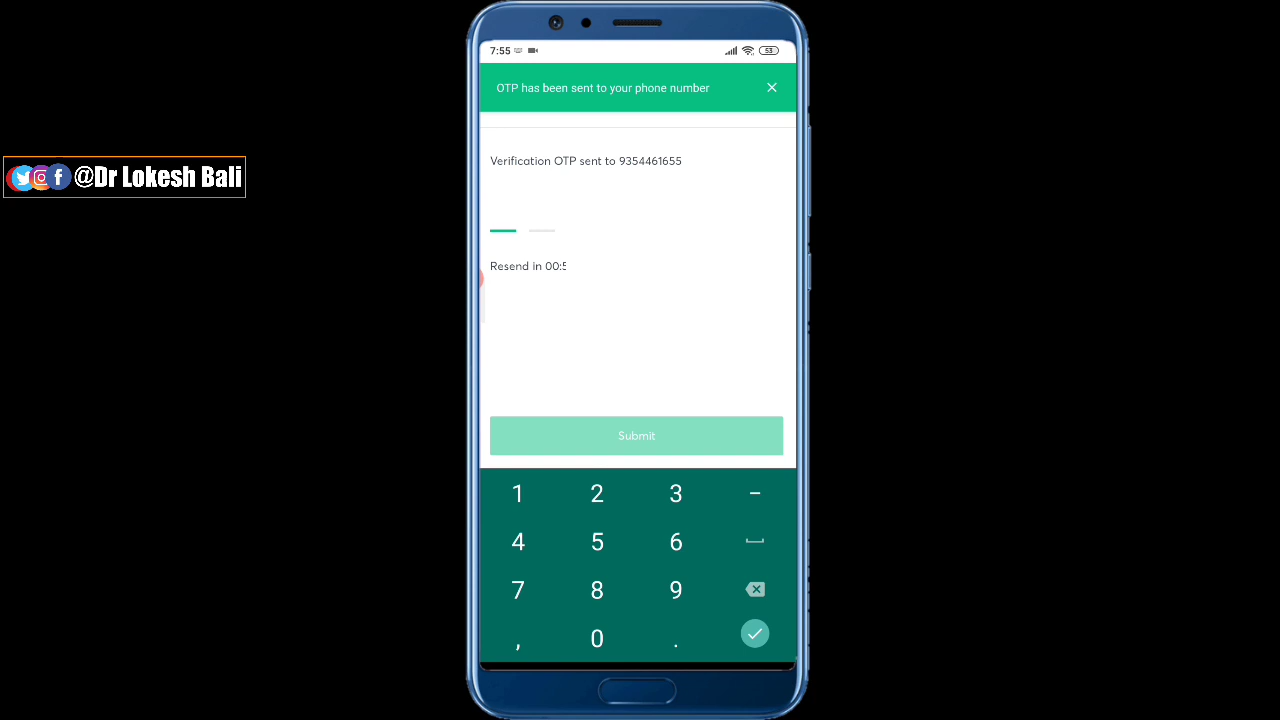 7:55
53
OTP has been sent to your phone number
Verification OTP sent to 9354461655
@Dr Lokesh Bali
Resend in 00:5
Submit
1 2 3 -
4 5 6
7 8 9
, 0 .